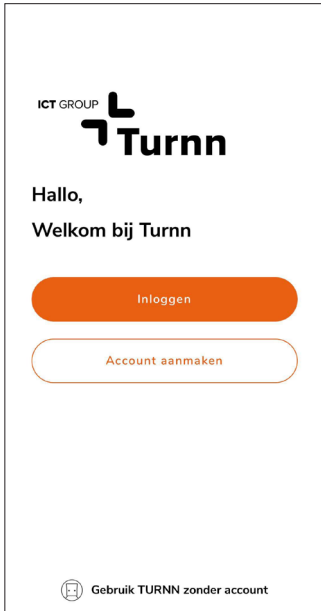 ICT GROUP
Turnn
Hallo,
Welkom bij Turnn
Inloggen
Account aanmaken
Gebruik TURNN zonder account